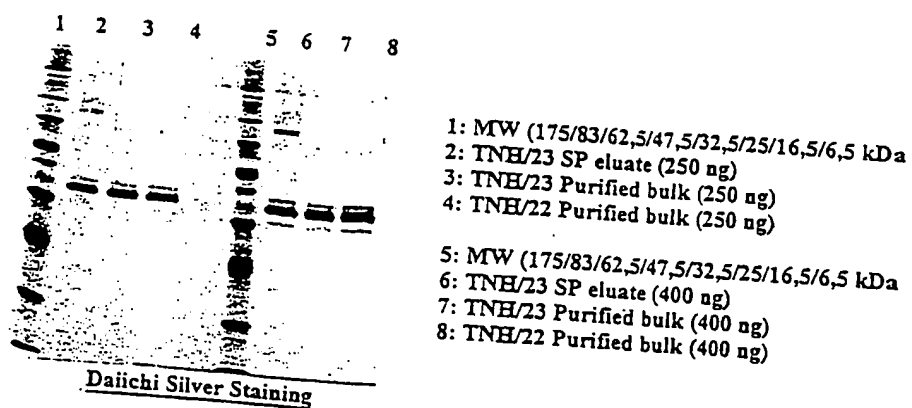 1 2 3 4 5 6 7 8
1: MW (175/83/62,5/47,5/32,5/25/16,5/6,5 kDa
2: TNH/23 SP eluate (250 ng)
3: TNH/23 Purified bulk (250 ng)
4: TNH/22 Purified bulk (250 ng)
5: MW (175/83/62,5/47,5/32,5/25/16,5/6,5 kDa
6: TNH/23 SP eluate (400 ng)
7: TNH/23 Purified bulk (400 ng)
8: TNH/22 Purified bulk (400 ng)
Daiichi Silver Staining